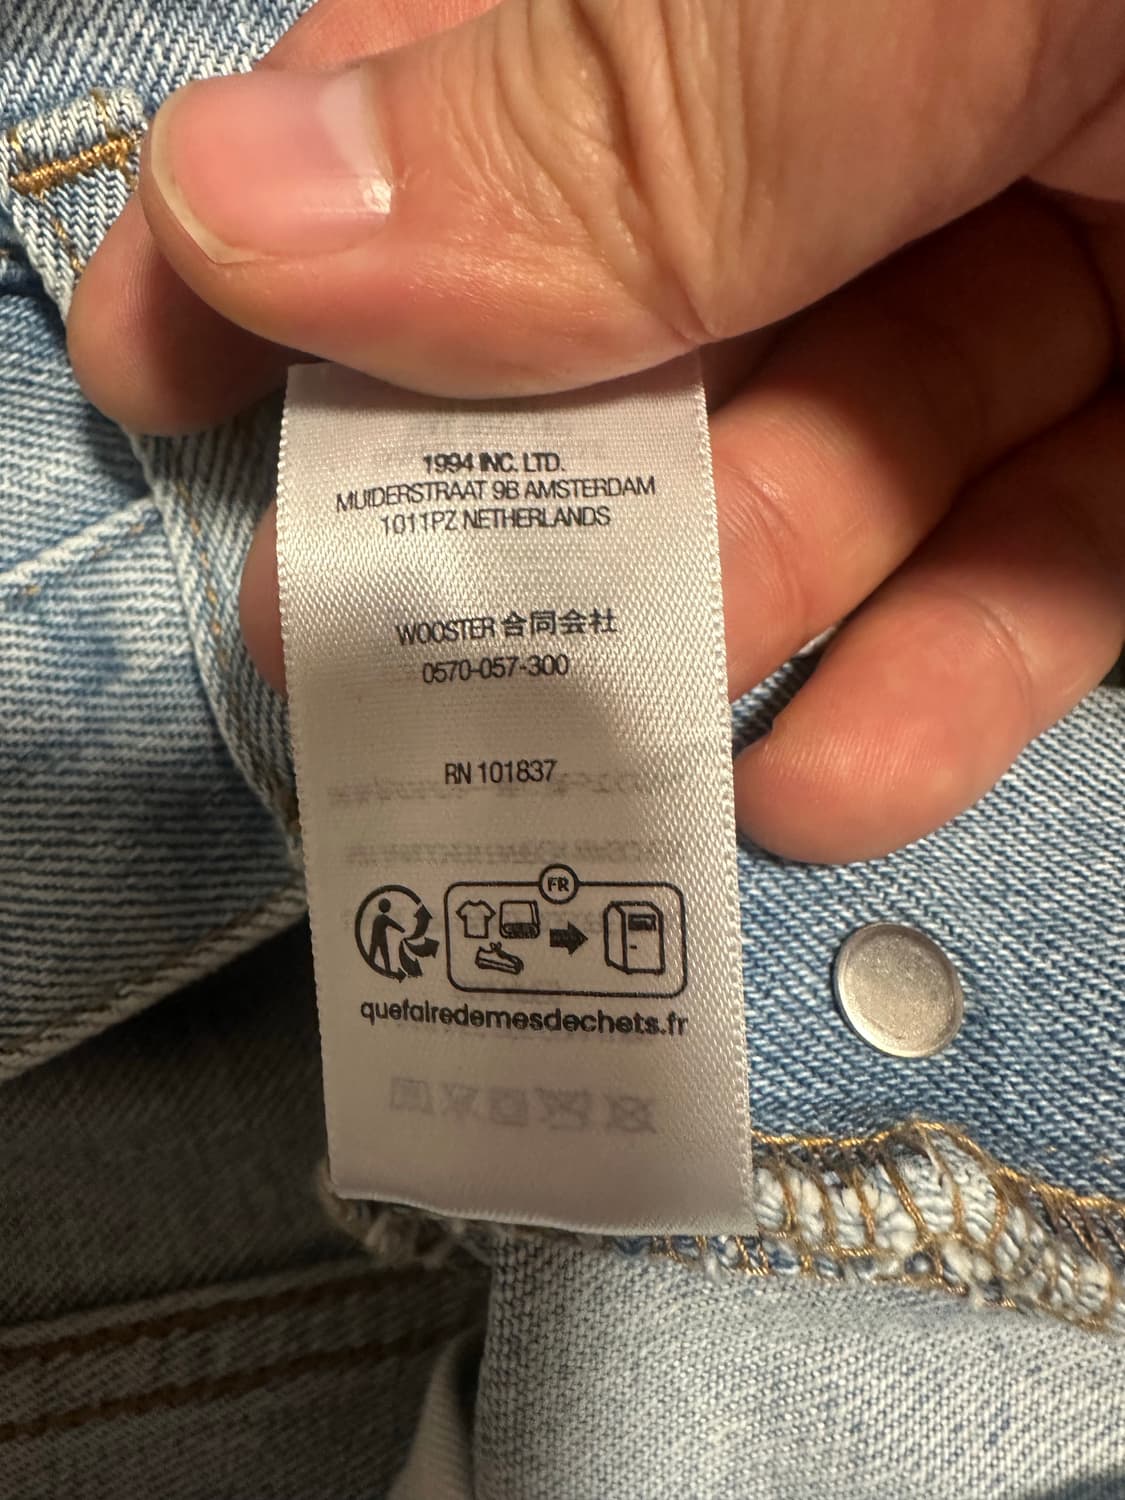 1994 INC. LTD.
MUIDERSTRAAT 9B AMSTERDAM
1011PZ NETHERLANDS
WOOSTER 合同会社
0570-057-300
RN 101837
FR
quefairedemesdechets.fr